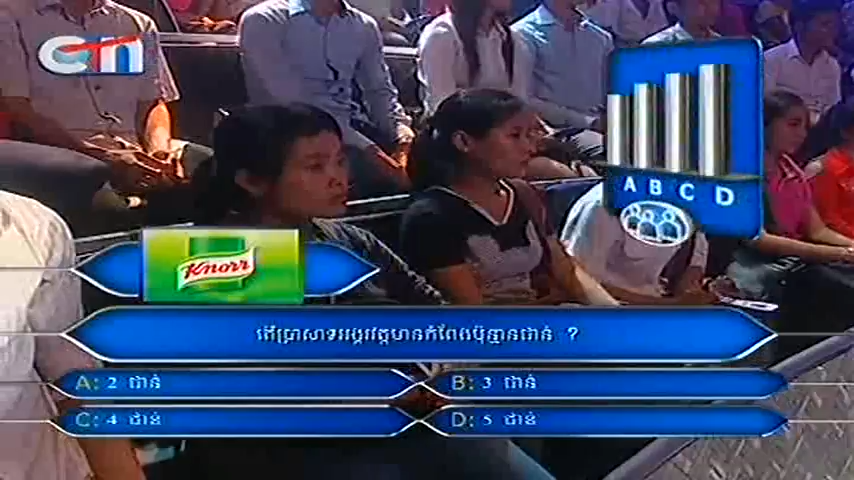 CTN
A B C D
Knorr
តើប្រាសាទអង្គរវត្តមានកំពែងប៉ុន្មានជាន់ ?
A: 2 ជាន់
B: 3 ជាន់
C: 4 ជាន់
D: 5 ជាន់